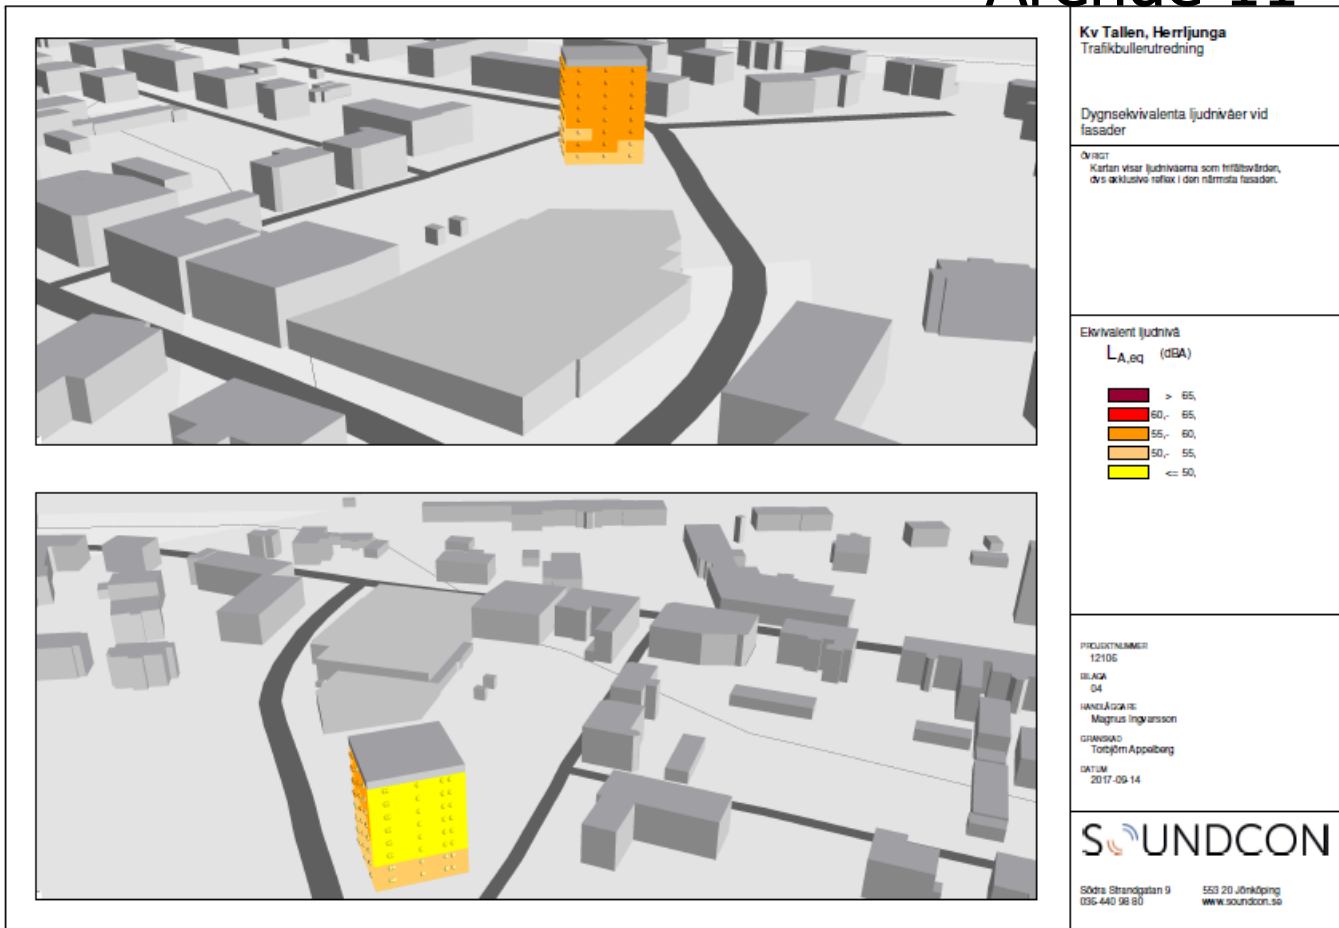 Ärende 11
Kv Tallen, Herrljunga
Trafikbullerutredning
Dygnsekvivalenta ljudnivåer vid
fasader
ÖVRIGT
Kartan visar ljudnivåerna som frifältsvärden,
dvs exklusive reflex i den närmsta fasaden.
Ekvivalent ljudnivå
LA,eq (dBA)
> 65,
60,- 65,
55,- 60,
50,- 55,
<= 50,
PROJEKTNUMMER
12106
BILAGA
04
HANDLÄGGARE
Magnus Ingvarsson
GRANSKAD
Torbjörn Appelberg
DATUM
2017-09-14
SOUNDCON
Södra Strandgatan 9 553 20 Jönköping
036-440 98 80 www.soundcon.se